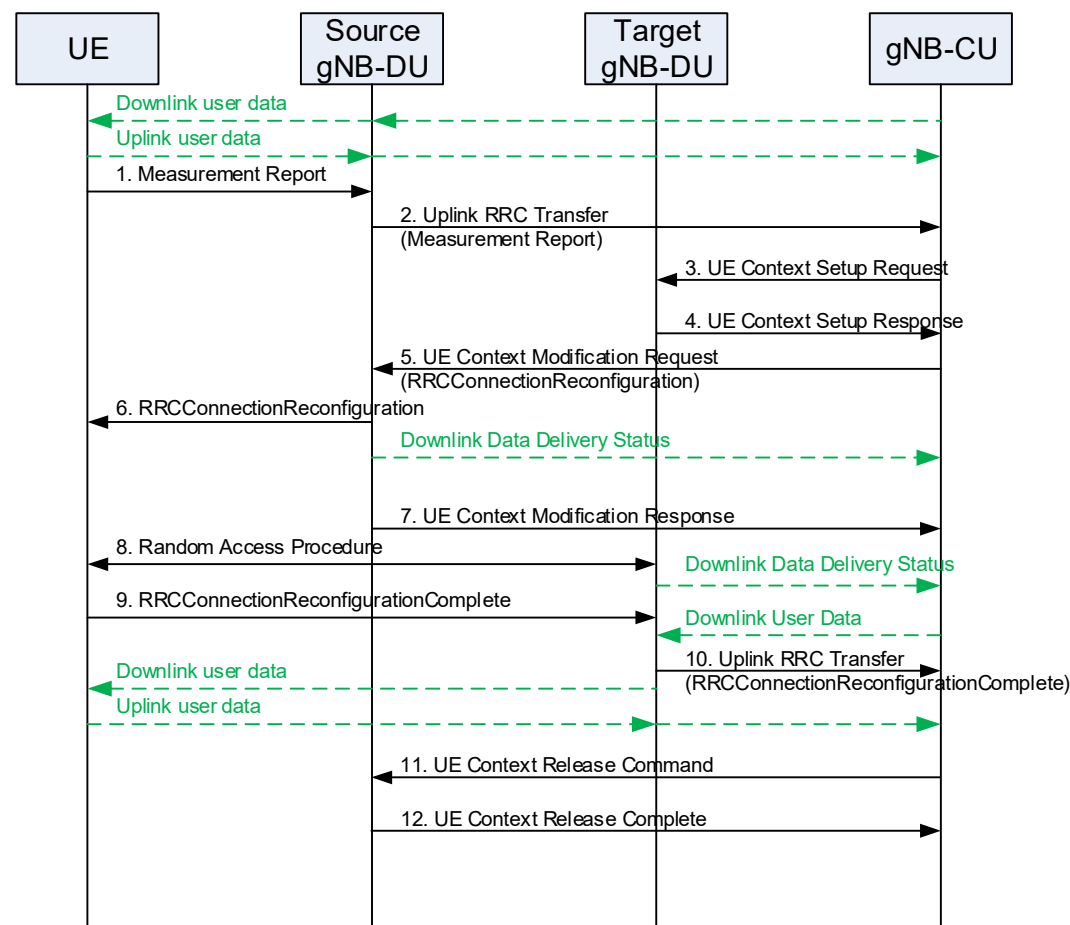 UE
Source
gNB-DU
Target
gNB-DU
gNB-CU
Downlink user data
Uplink user data
1. Measurement Report
2. Uplink RRC Transfer
(Measurement Report)
3. UE Context Setup Request
4. UE Context Setup Response
5. UE Context Modification Request
(RRCConnectionReconfiguration)
6. RRCConnectionReconfiguration
Downlink Data Delivery Status
7. UE Context Modification Response
8. Random Access Procedure
Downlink Data Delivery Status
9. RRCConnectionReconfigurationComplete
Downlink User Data
10. Uplink RRC Transfer
(RRCConnectionReconfigurationComplete)
Downlink user data
Uplink user data
11. UE Context Release Command
12. UE Context Release Complete